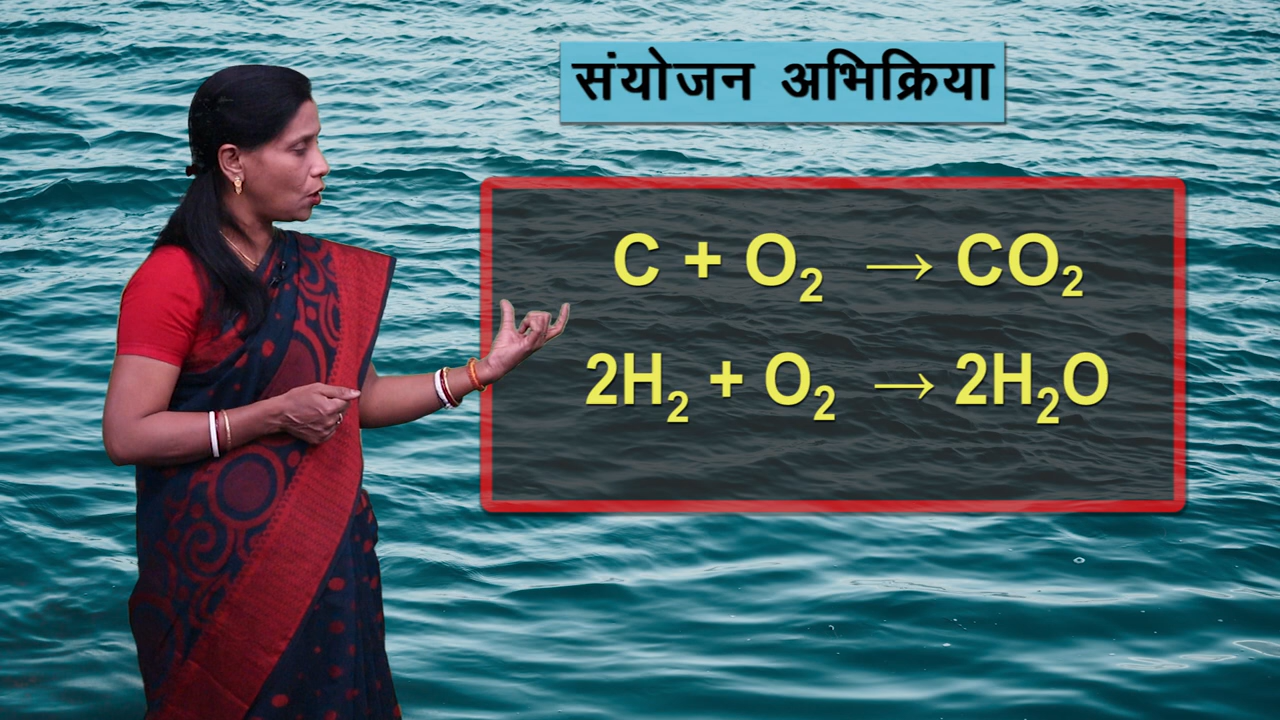 संयोजन अभिक्रिया
C + O₂ → CO₂
2H₂ + O₂ → 2H₂O